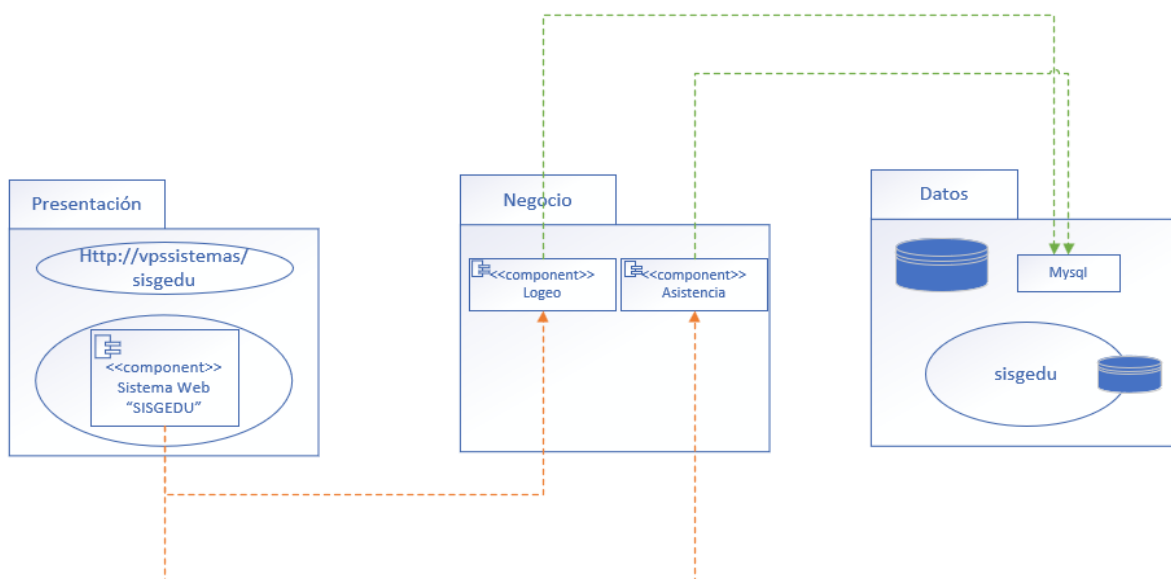 Presentación
Http://vpssistemas/
sisgedu
<<component>>
Sistema Web
“SISGEDU”
Negocio
<<component>>
Logeo
<<component>>
Asistencia
Datos
Mysql
sisgedu